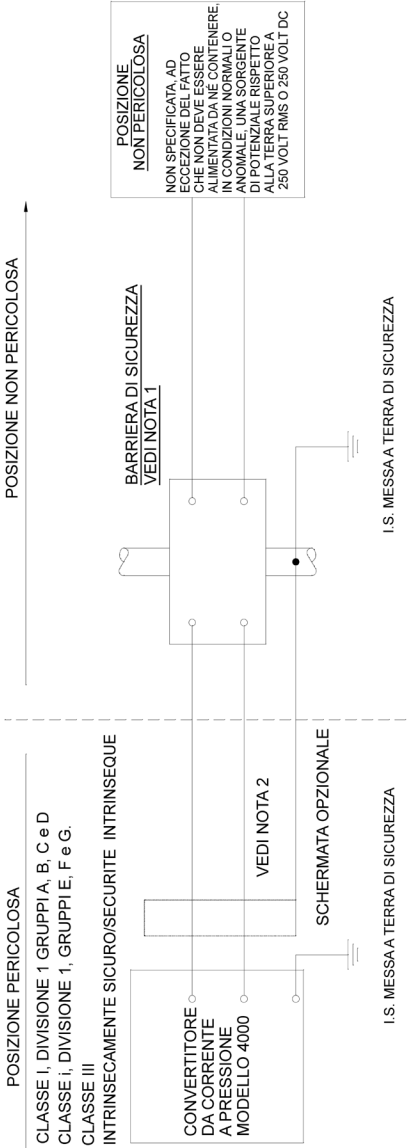 POSIZIONE PERICOLOSA
CLASSE I, DIVISIONE 1 GRUPPI A, B, C e D
CLASSE i, DIVISIONE 1, GRUPPI E, F e G.
CLASSE III
INTRINSECAMENTE SICURO/SECURITE INTRINSEQUE
CONVERTITORE
DA CORRENTE
A PRESSIONE
MODELLO 4000
VEDI NOTA 2
SCHERMATA OPZIONALE
I.S. MESSA A TERRA DI SICUREZZA
POSIZIONE NON PERICOLOSA
BARRIERA DI SICUREZZA
VEDI NOTA 1
I.S. MESSA A TERRA DI SICUREZZA
POSIZIONE
NON PERICOLOSA
NON SPECIFICATA, AD
ECCEZIONE DEL FATTO
CHE NON DEVE ESSERE
ALIMENTATA DA NÉ CONTENERE,
IN CONDIZIONI NORMALI O
ANOMALE, UNA SORGENTE
DI POTENZIALE RISPETTO
ALLA TERRA SUPERIORE A
250 VOLT RMS O 250 VOLT DC